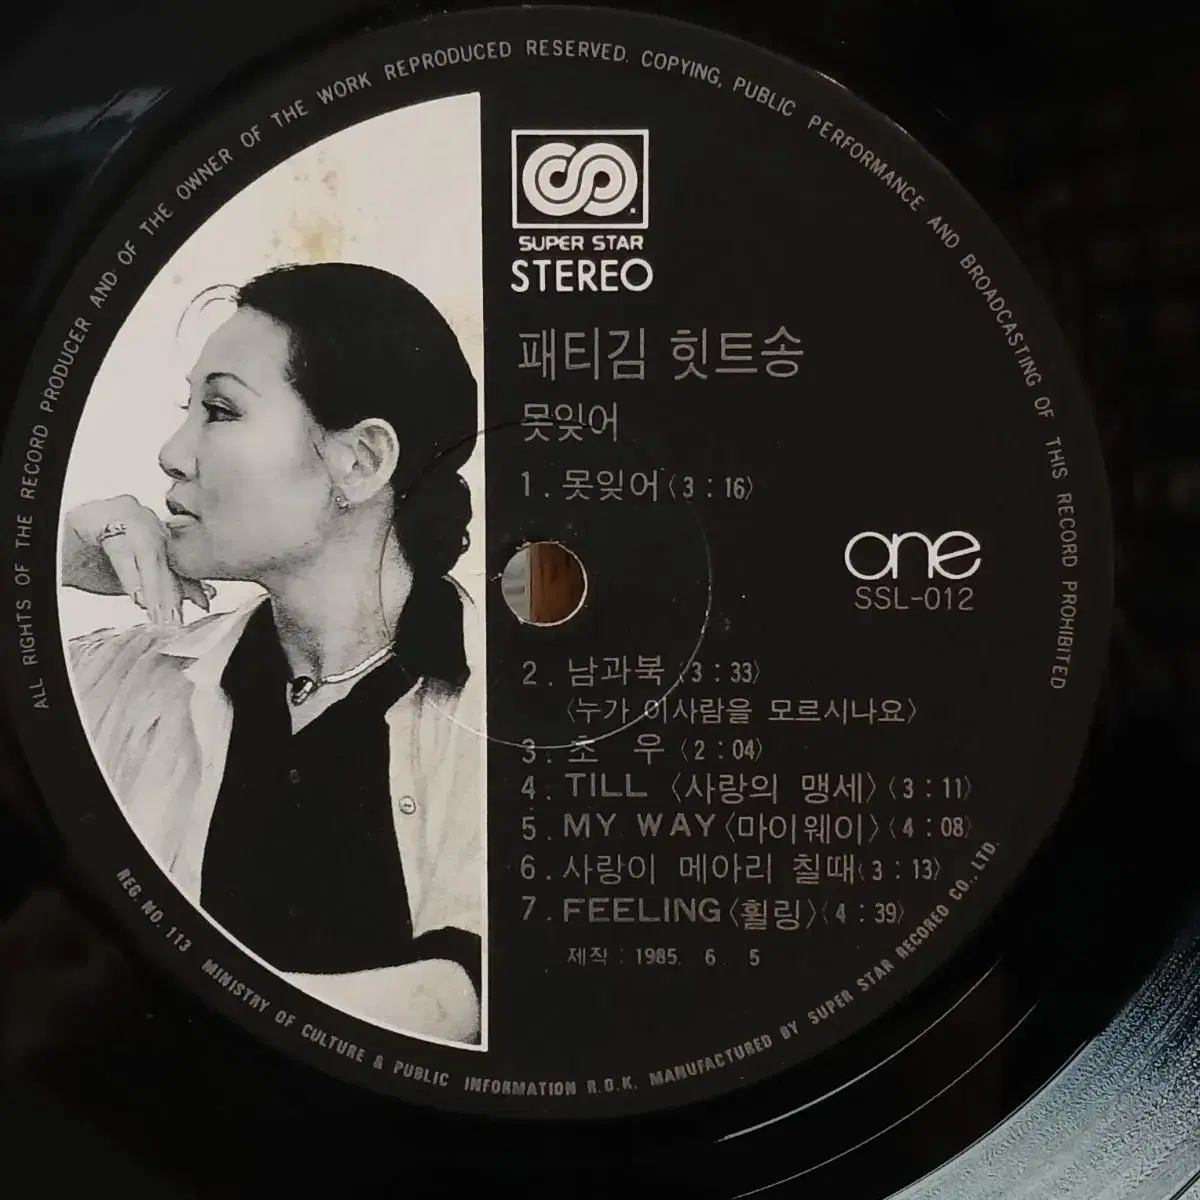 ALL RIGHTS OF THE RECORD PRODUCER AND OF THE OWNER OF THE WORK REPRODUCED RESERVED. COPYING, PUBLIC PERFORMANCE AND BROADCASTING OF THIS RECORD PROHIBITED
SUPER STAR
STEREO
패티김 힛트송
못잊어
1. 못잊어〈3 : 16〉
one
SSL-012
2. 남과북〈3 : 33〉
〈누가 이사람을 모르시나요〉
3. 초 우〈2 : 04〉
4. TILL〈사랑의 맹세〉〈3 : 11〉
5. MY WAY〈마이웨이〉〈4 : 08〉
6. 사랑이 메아리 칠때〈3 : 13〉
7. FEELING〈휠링〉〈4 : 39〉
제작 : 1985. 6. 5
REG. NO. 113 MINISTRY OF CULTURE & PUBLIC INFORMATION R.O.K. MANUFACTURED BY SUPER STAR RECOREO CO., LTD.